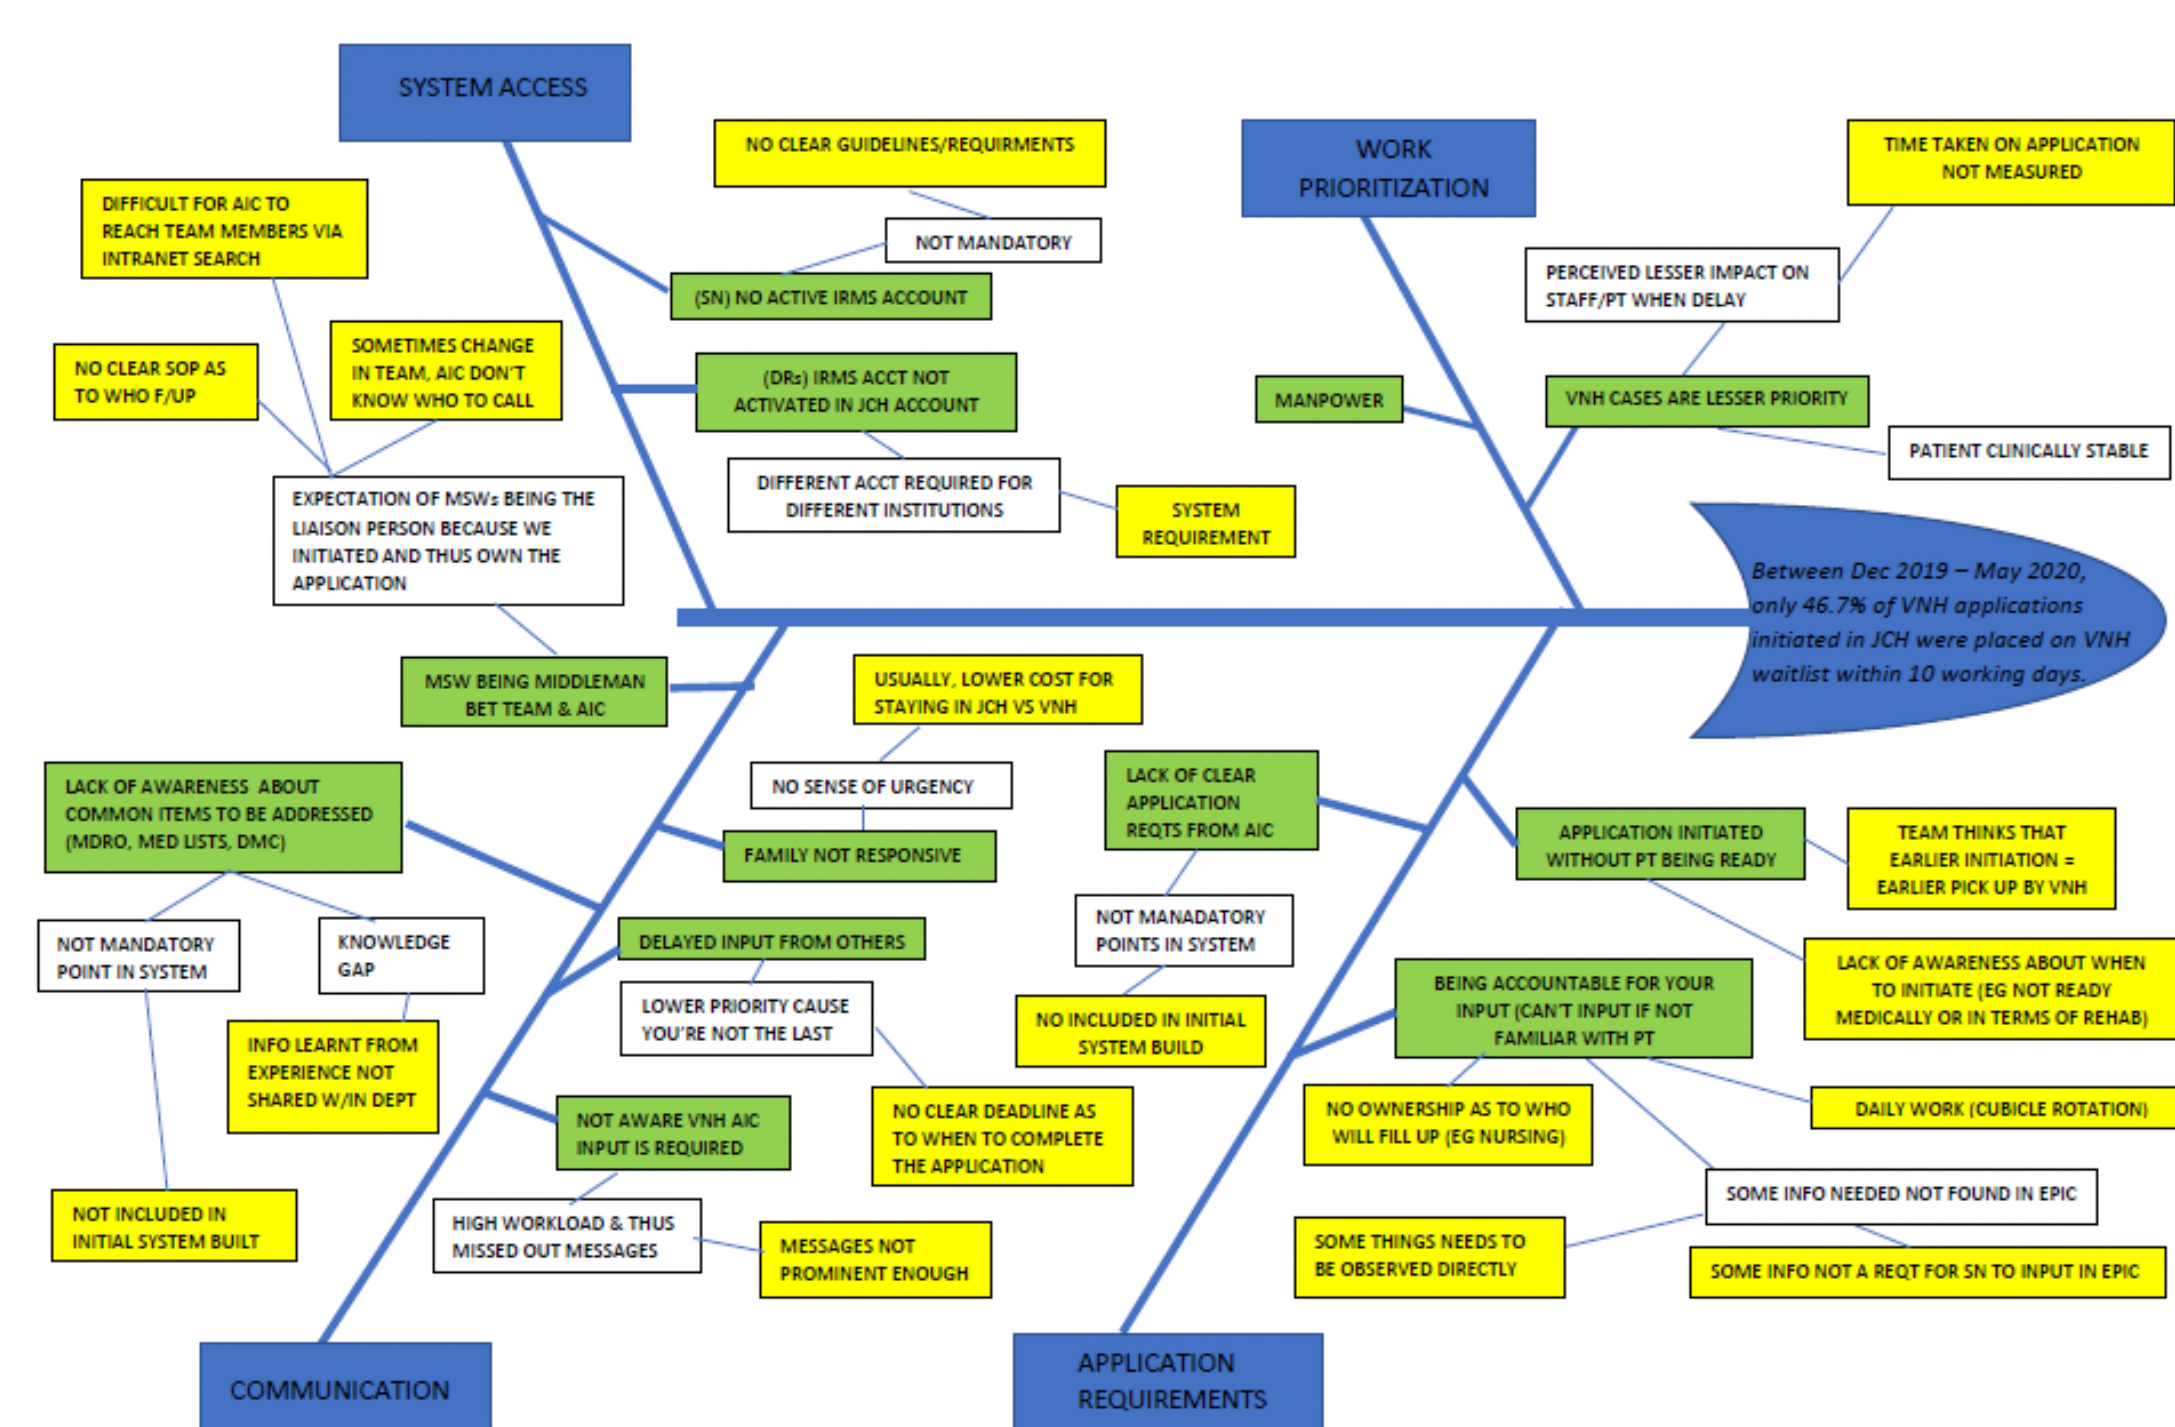 SYSTEM ACCESS
NO CLEAR GUIDELINES/REQUIRMENTS
WORK
PRIORITIZATION
TIME TAKEN ON APPLICATION
NOT MEASURED
DIFFICULT FOR AIC TO
REACH TEAM MEMBERS VIA
INTRANET SEARCH
NOT MANDATORY
PERCEIVED LESSER IMPACT ON
STAFF/PT WHEN DELAY
(SN) NO ACTIVE IRMS ACCOUNT
NO CLEAR SOP AS
TO WHO F/UP
SOMETIMES CHANGE
IN TEAM, AIC DON'T
KNOW WHO TO CALL
(DRs) IRMS ACCT NOT
ACTIVATED IN JCH ACCOUNT
MANPOWER
VNH CASES ARE LESSER PRIORITY
PATIENT CLINICALLY STABLE
EXPECTATION OF MSWs BEING THE
LIAISON PERSON BECAUSE WE
INITIATED AND THUS OWN THE
APPLICATION
DIFFERENT ACCT REQUIRED FOR
DIFFERENT INSTITUTIONS
SYSTEM
REQUIREMENT
Between Dec 2019 – May 2020,
only 46.7% of VNH applications
initiated in JCH were placed on VNH
waitlist within 10 working days.
MSW BEING MIDDLEMAN
BET TEAM & AIC
USUALLY, LOWER COST FOR
STAYING IN JCH VS VNH
LACK OF AWARENESS ABOUT
COMMON ITEMS TO BE ADDRESSED
(MDRO, MED LISTS, DMC)
NO SENSE OF URGENCY
FAMILY NOT RESPONSIVE
LACK OF CLEAR
APPLICATION
REQTS FROM AIC
APPLICATION INITIATED
WITHOUT PT BEING READY
TEAM THINKS THAT
EARLIER INITIATION =
EARLIER PICK UP BY VNH
NOT MANDATORY
POINT IN SYSTEM
KNOWLEDGE
GAP
DELAYED INPUT FROM OTHERS
NOT MANADATORY
POINTS IN SYSTEM
LACK OF AWARENESS ABOUT WHEN
TO INITIATE (EG NOT READY
MEDICALLY OR IN TERMS OF REHAB)
LOWER PRIORITY CAUSE
YOU'RE NOT THE LAST
NO INCLUDED IN INITIAL
SYSTEM BUILD
BEING ACCOUNTABLE FOR YOUR
INPUT (CAN'T INPUT IF NOT
FAMILIAR WITH PT
INFO LEARNT FROM
EXPERIENCE NOT
SHARED W/IN DEPT
NOT AWARE VNH AIC
INPUT IS REQUIRED
NO CLEAR DEADLINE AS
TO WHEN TO COMPLETE
THE APPLICATION
NO OWNERSHIP AS TO WHO
WILL FILL UP (EG NURSING)
DAILY WORK (CUBICLE ROTATION)
SOME INFO NEEDED NOT FOUND IN EPIC
NOT INCLUDED IN
INITIAL SYSTEM BUILT
HIGH WORKLOAD & THUS
MISSED OUT MESSAGES
MESSAGES NOT
PROMINENT ENOUGH
SOME THINGS NEEDS TO
BE OBSERVED DIRECTLY
SOME INFO NOT A REQT FOR SN TO INPUT IN EPIC
COMMUNICATION
APPLICATION
REQUIREMENTS